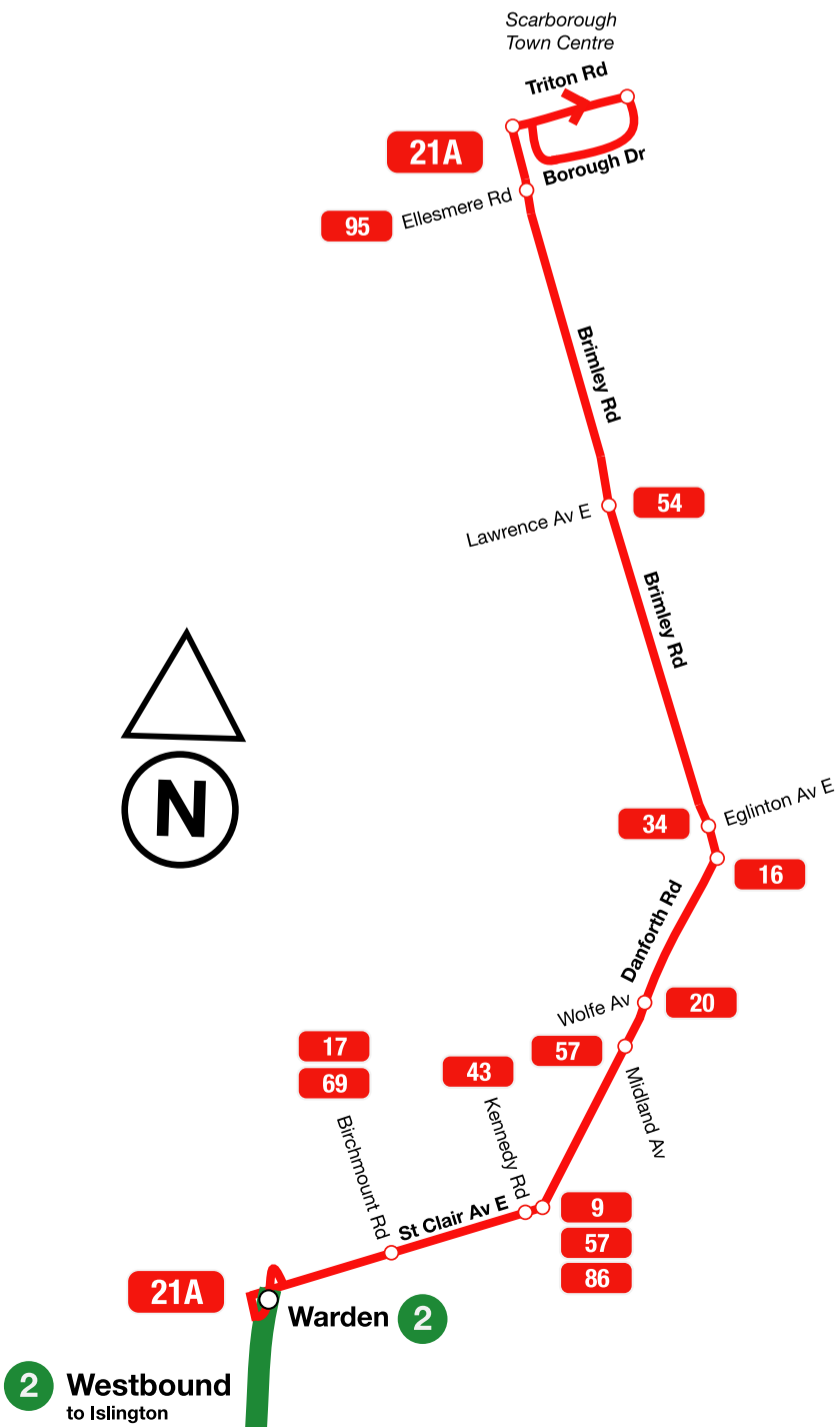 Scarborough
Town Centre
Triton Rd
21A
Borough Dr
Ellesmere Rd
95
Brimley Rd
Lawrence Av E
54
Brimley Rd
N
Eglinton Av E
34
16
Danforth Rd
Wolfe Av
20
57
Midland Av
17
69
43
Birchmount Rd
Kennedy Rd
St Clair Av E
9
57
86
21A
Warden 2
2 Westbound
to Islington